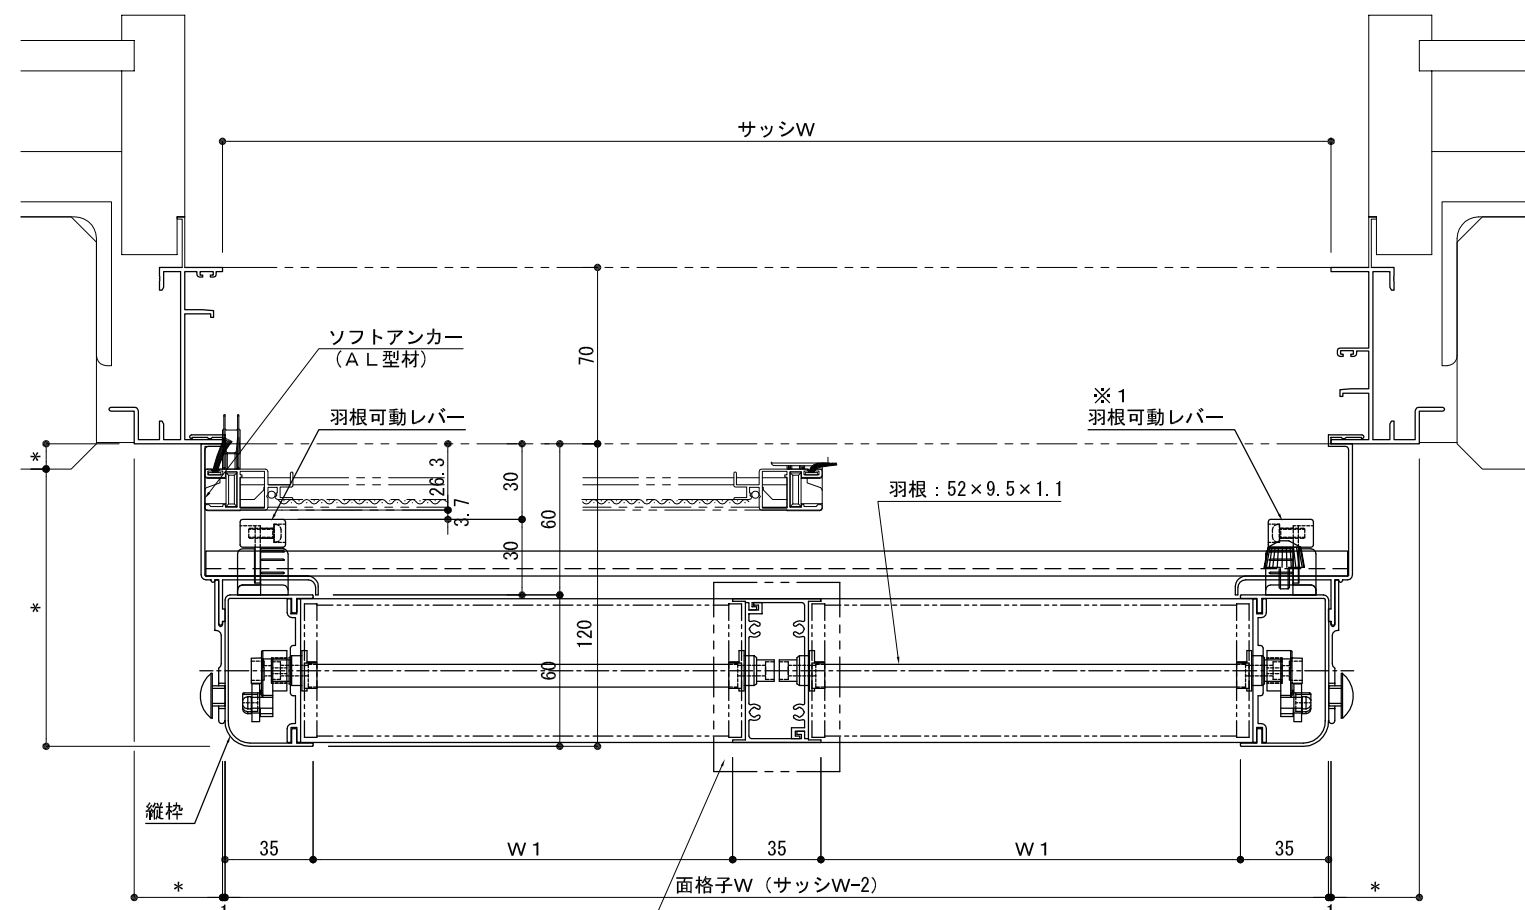 サッシW
ソフトアンカー
(AL型材)
70
羽根可動レバー
※1
羽根可動レバー
*
26.3
3.7
30
30
60
羽根：52×9.5×1.1
*
120
60
縦枠
35
W1
35
W1
35
*
面格子W (サッシW-2)
*
1
1